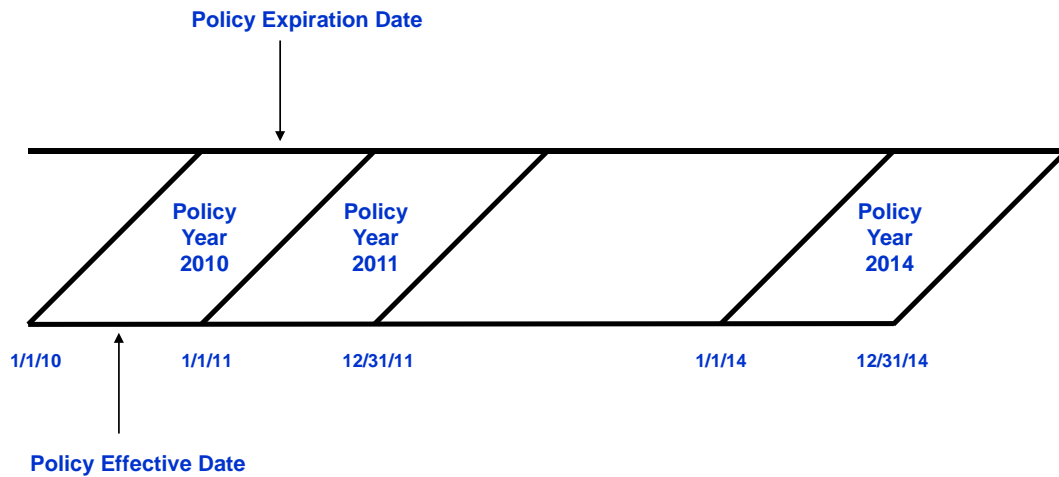 Policy Expiration Date
Policy
Year
2010
Policy
Year
2011
Policy
Year
2014
1/1/10
1/1/11
12/31/11
1/1/14
12/31/14
Policy Effective Date